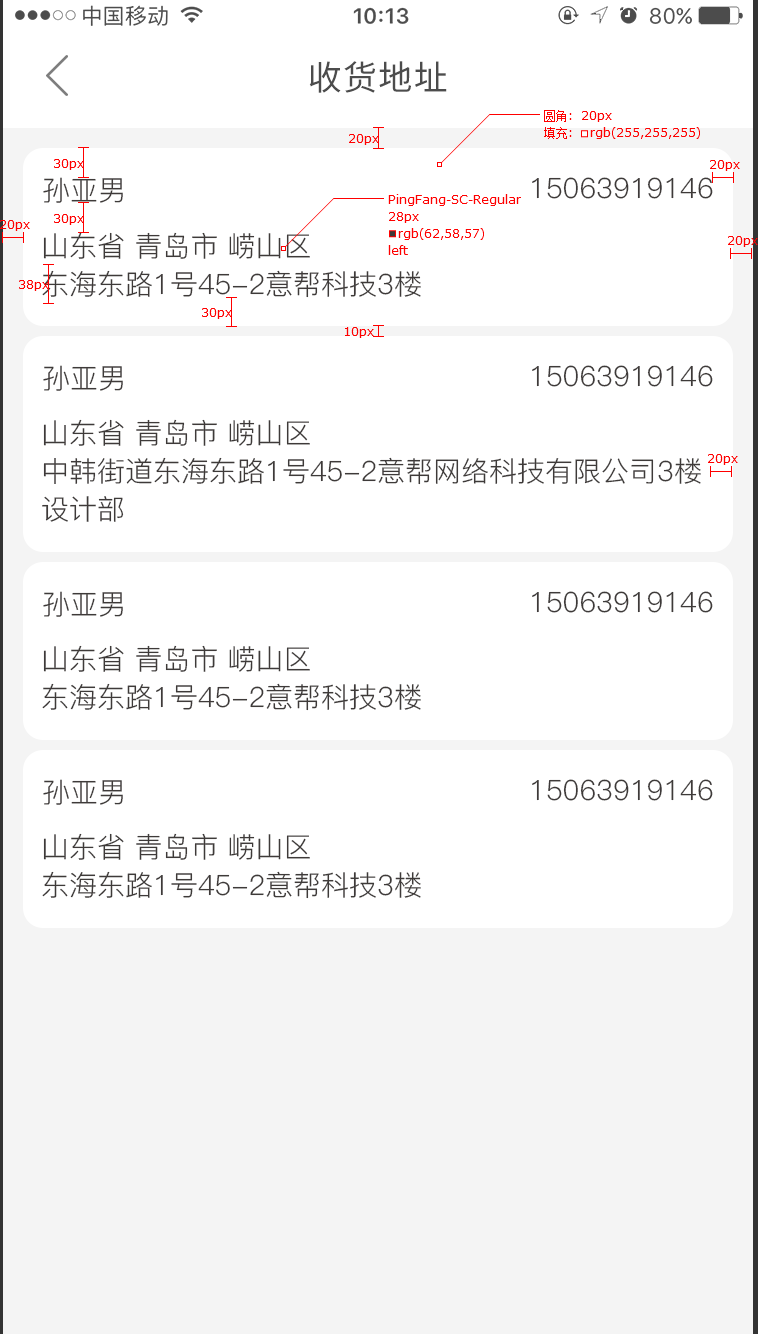 中国移动 10:13 80%
收货地址
圆角：20px
填充：rgb(255,255,255)
20px
30px
20px
孙亚男 15063919146
PingFang-SC-Regular
28px
rgb(62,58,57)
left
30px
20px
20px
山东省 青岛市 崂山区
38px
东海东路1号45-2意帮科技3楼
30px
10px
孙亚男 15063919146
山东省 青岛市 崂山区
20px
中韩街道东海东路1号45-2意帮网络科技有限公司3楼
设计部
孙亚男 15063919146
山东省 青岛市 崂山区
东海东路1号45-2意帮科技3楼
孙亚男 15063919146
山东省 青岛市 崂山区
东海东路1号45-2意帮科技3楼